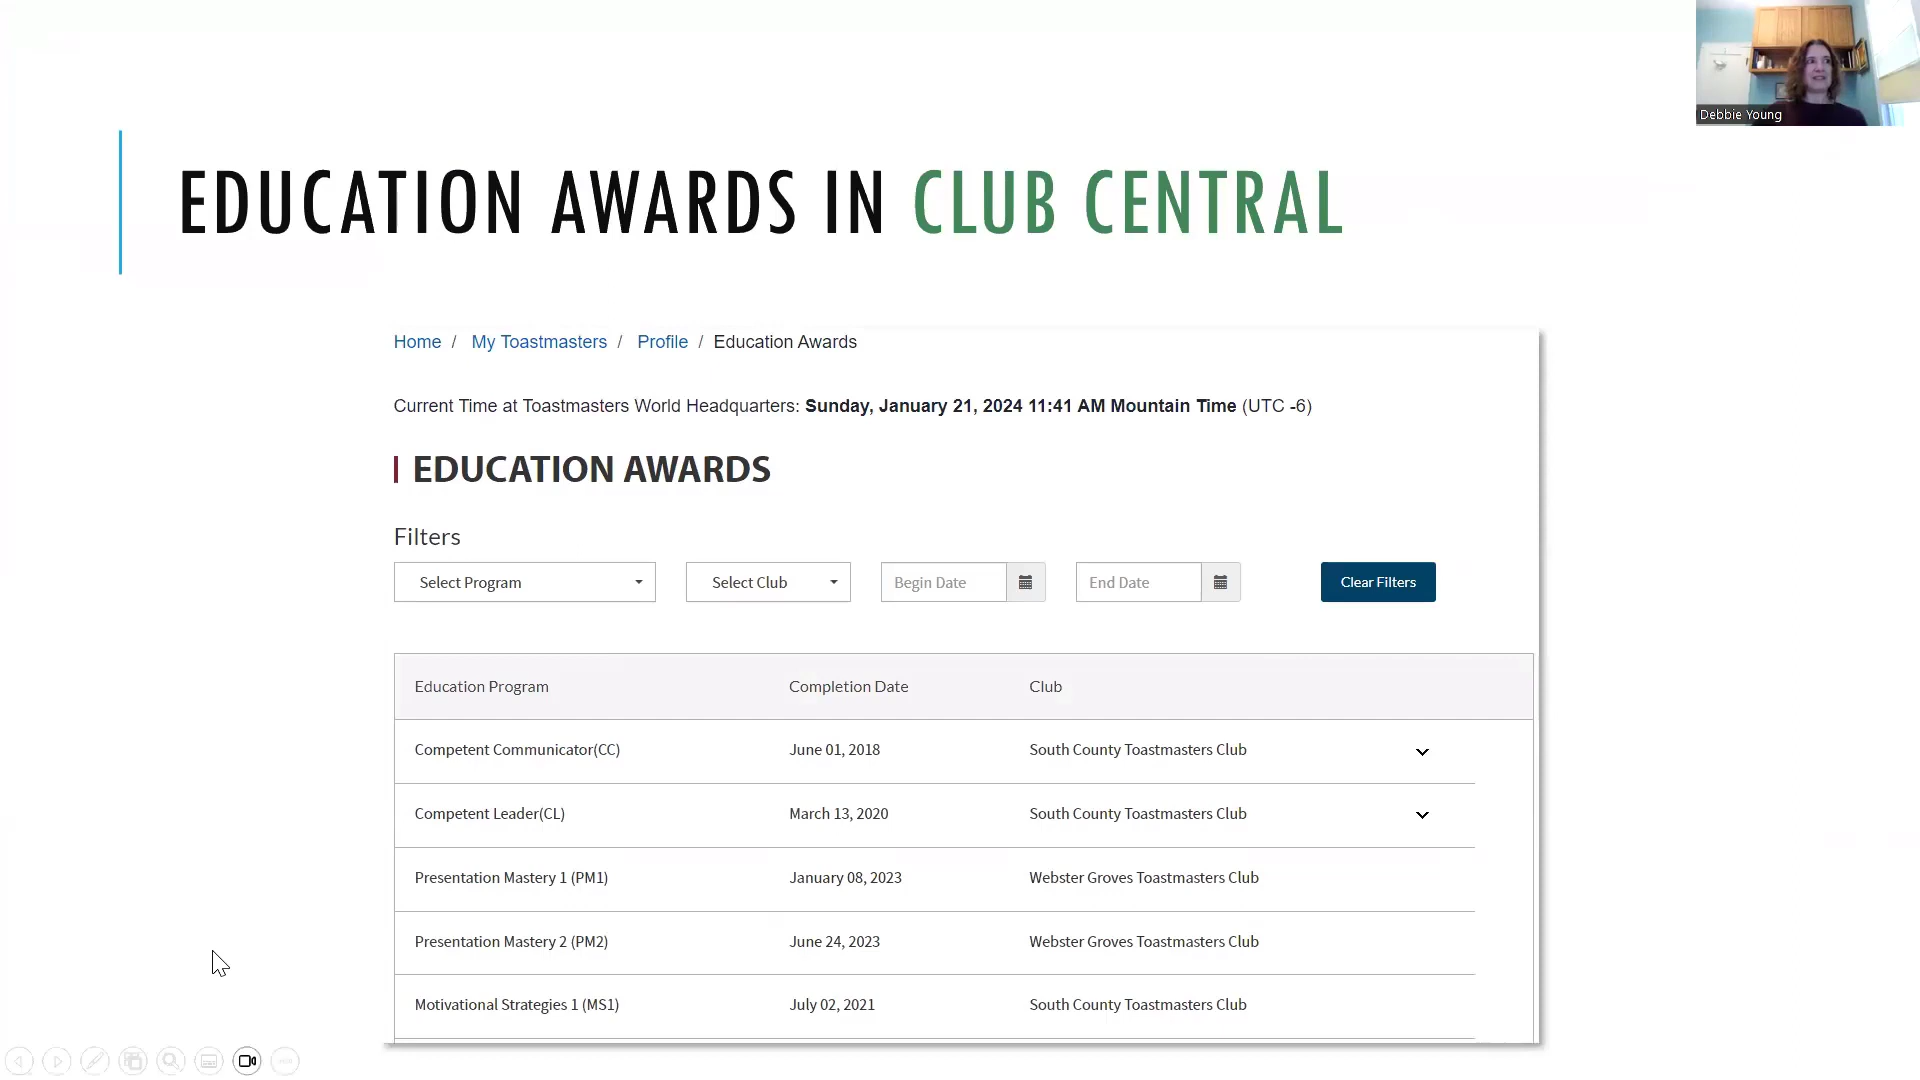 Debbie Young
EDUCATION AWARDS IN CLUB CENTRAL
Home / My Toastmasters / Profile / Education Awards
Current Time at Toastmasters World Headquarters: Sunday, January 21, 2024 11:41 AM Mountain Time (UTC -6)
EDUCATION AWARDS
Filters
Select Program Select Club Begin Date End Date Clear Filters
Education Program Completion Date Club
Competent Communicator(CC) June 01, 2018 South County Toastmasters Club
Competent Leader(CL) March 13, 2020 South County Toastmasters Club
Presentation Mastery 1 (PM1) January 08, 2023 Webster Groves Toastmasters Club
Presentation Mastery 2 (PM2) June 24, 2023 Webster Groves Toastmasters Club
Motivational Strategies 1 (MS1) July 02, 2021 South County Toastmasters Club